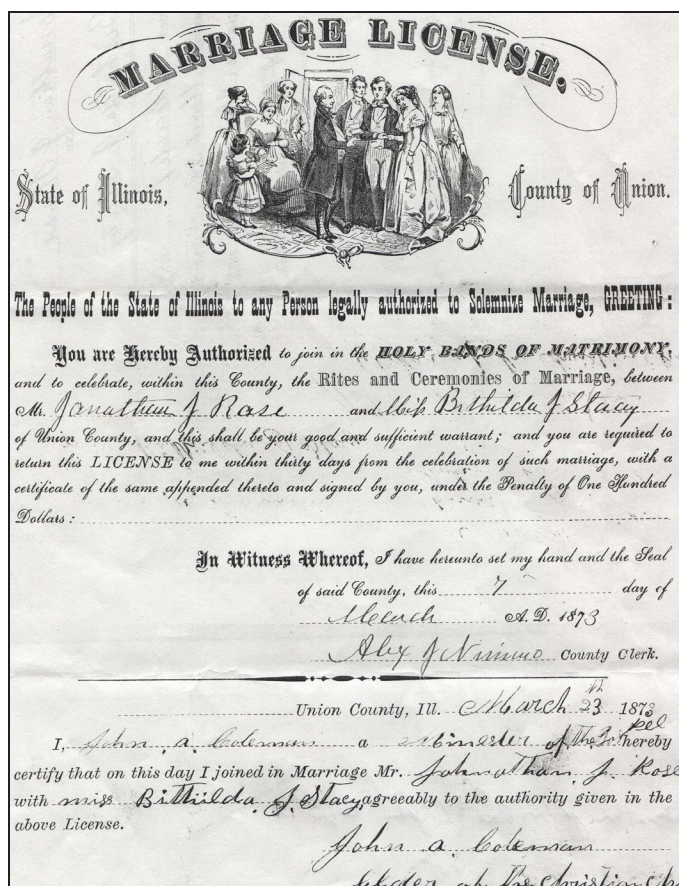 MARRIAGE LICENSE.
State of Illinois,
County of Union.
The People of the State of Illinois to any Person legally authorized to Solemnize Marriage, GREETING:
You are Hereby Authorized to join in the HOLY BANDS OF MATRIMONY,
and to celebrate, within this County, the Rites and Ceremonies of Marriage, between
Mr. Jonathan J Rose and Miss Bithilda J Stacy
of Union County, and this shall be your good and sufficient warrant; and you are required to
return this LICENSE to me within thirty days from the celebration of such marriage, with a
certificate of the same appended thereto and signed by you, under the Penalty of One Hundred
Dollars:
In Witness Whereof, I have hereunto set my hand and the Seal
of said County, this 7 day of
March A.D. 1873
Alex J Nimmo County Clerk.
Union County, Ill. March 23 1873
I, John a. Coleman a Minester of The Gospel hereby
certify that on this day I joined in Marriage Mr. Johnathan J. Rose
with miss Bithilda J. Stacy agreeably to the authority given in the
above License.
John a. Coleman
Elder of the Christian